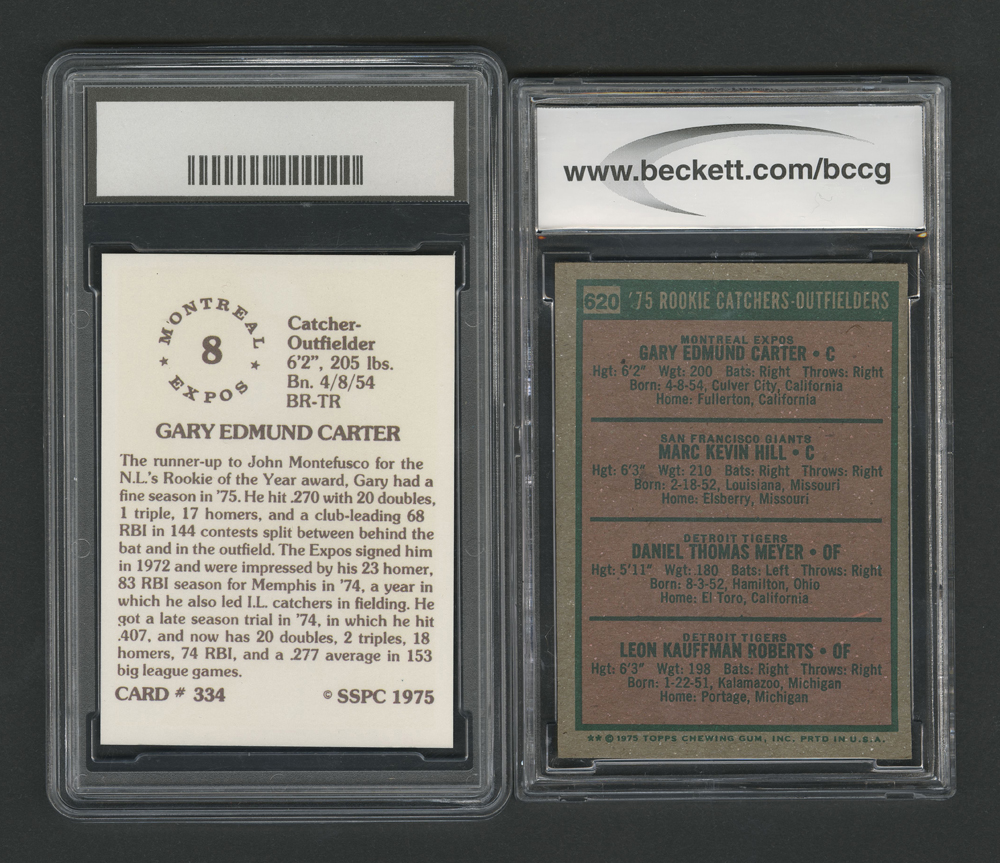 MONTREAL
8
EXPOS
Catcher-
Outfielder
6'2", 205 lbs.
Bn. 4/8/54
BR-TR
GARY EDMUND CARTER
The runner-up to John Montefusco for the
N.L.'s Rookie of the Year award, Gary had a
fine season in '75. He hit .270 with 20 doubles,
1 triple, 17 homers, and a club-leading 68
RBI in 144 contests split between behind the
bat and in the outfield. The Expos signed him
in 1972 and were impressed by his 23 homer,
83 RBI season for Memphis in '74, a year in
which he also led I.L. catchers in fielding. He
got a late season trial in '74, in which he hit
.407, and now has 20 doubles, 2 triples, 18
homers, 74 RBI, and a .277 average in 153
big league games.
CARD # 334 © SSPC 1975
www.beckett.com/bccg
620 '75 ROOKIE CATCHERS-OUTFIELDERS
MONTREAL EXPOS
GARY EDMUND CARTER • C
Hgt: 6'2" Wgt: 200 Bats: Right Throws: Right
Born: 4-8-54, Culver City, California
Home: Fullerton, California
SAN FRANCISCO GIANTS
MARC KEVIN HILL • C
Hgt: 6'3" Wgt: 210 Bats: Right Throws: Right
Born: 2-18-52, Louisiana, Missouri
Home: Elsberry, Missouri
DETROIT TIGERS
DANIEL THOMAS MEYER • OF
Hgt: 5'11" Wgt: 180 Bats: Left Throws: Right
Born: 8-3-52, Hamilton, Ohio
Home: El Toro, California
DETROIT TIGERS
LEON KAUFFMAN ROBERTS • OF
Hgt: 6'3" Wgt: 198 Bats: Right Throws: Right
Born: 1-22-51, Kalamazoo, Michigan
Home: Portage, Michigan
★★ © 1975 TOPPS CHEWING GUM, INC. PRTD IN U.S.A.